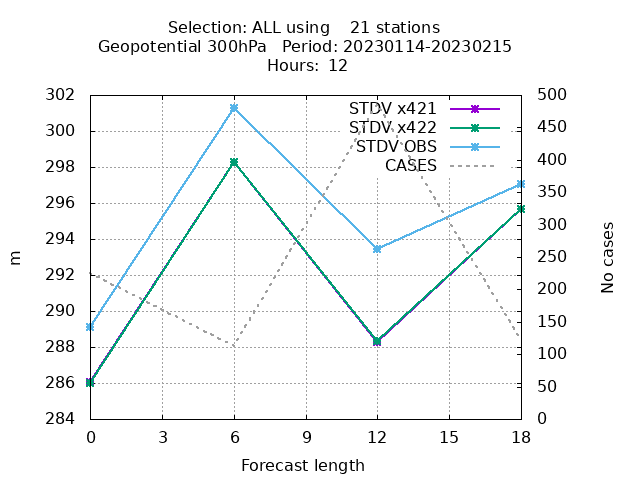 Selection: ALL using 21 stations
Geopotential 300hPa Period: 20230114-20230215
Hours: 12
STDV x421
STDV x422
STDV OBS
CASES
302
300
298
296
294
292
290
288
286
284
m
500
450
400
350
300
250
200
150
100
50
0
No cases
0 3 6 9 12 15 18
Forecast length